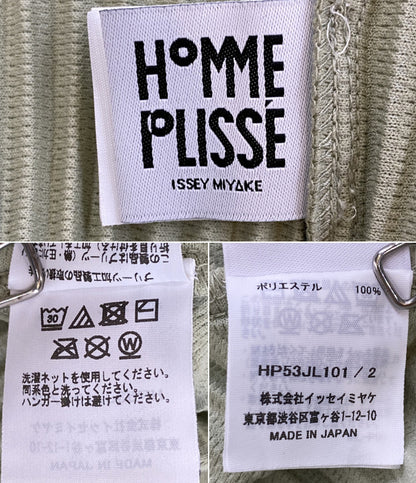 HOMME
PLISSÉ
ISSEY MIYAKE
30
W
洗濯ネットを使用してください。
同系色と洗ってください。
ハンガー掛けは避けてください。
ポリエステル 100%
HP53JL101 / 2
株式会社イッセイミヤケ
東京都渋谷区富ヶ谷1-12-10
MADE IN JAPAN